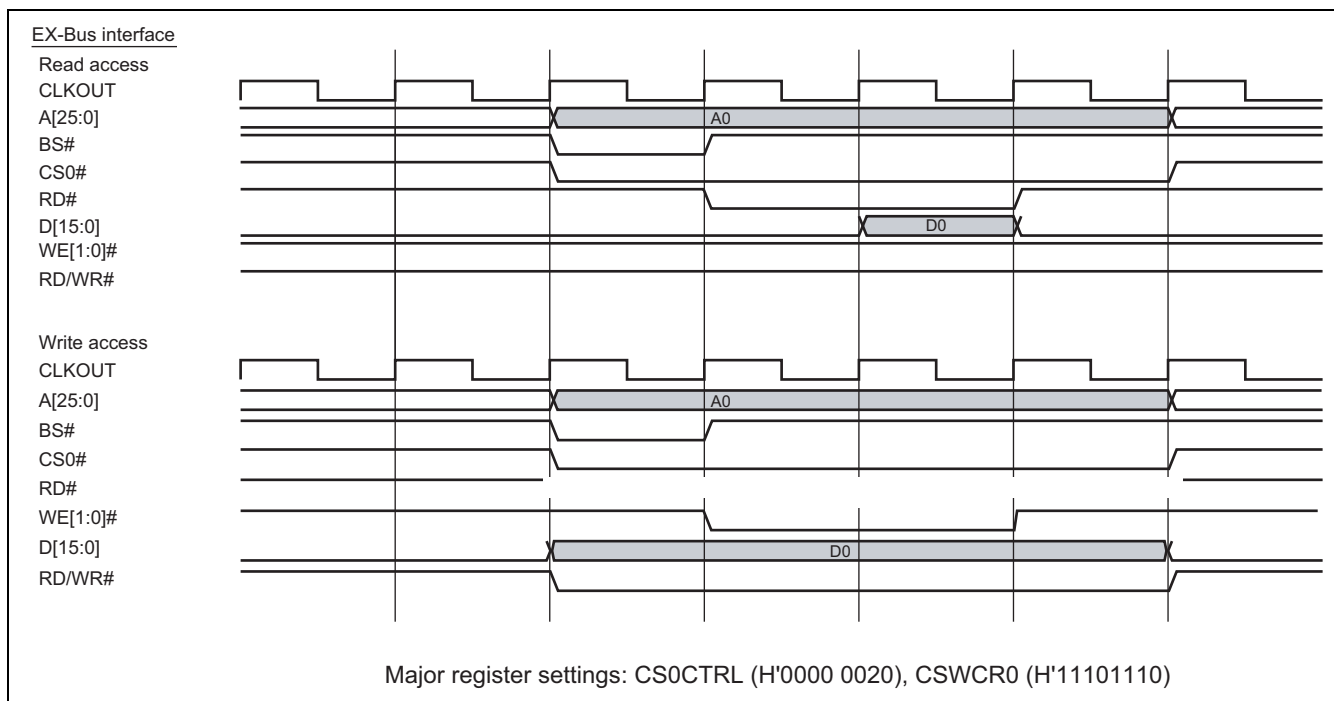 EX-Bus interface
Read access
CLKOUT
A[25:0]
A0
BS#
CS0#
RD#
D[15:0]
D0
WE[1:0]#
RD/WR#
Write access
CLKOUT
A[25:0]
A0
BS#
CS0#
RD#
WE[1:0]#
D[15:0]
D0
RD/WR#
Major register settings: CS0CTRL (H'0000 0020), CSWCR0 (H'11101110)